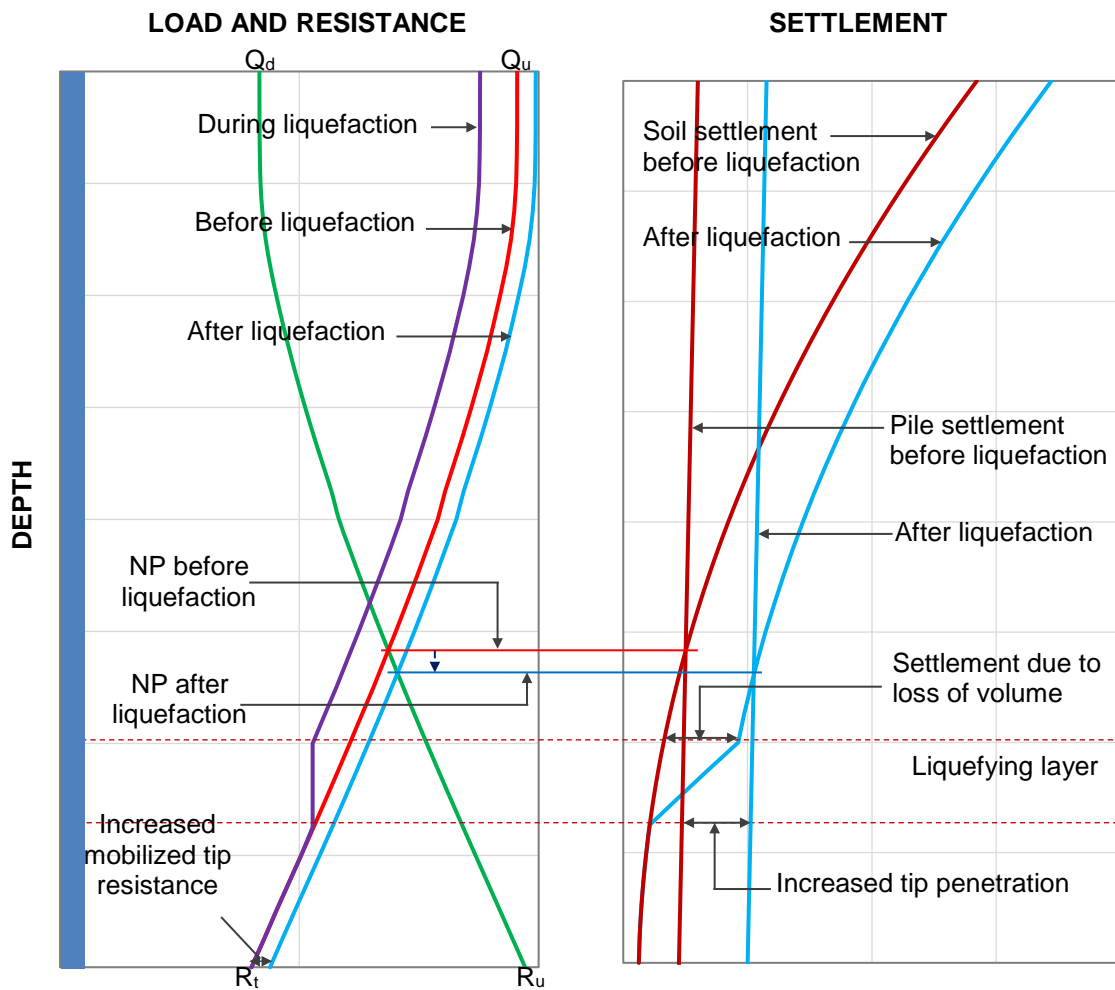 LOAD AND RESISTANCE
SETTLEMENT
Qd
Qu
During liquefaction
Before liquefaction
After liquefaction
DEPTH
NP before
liquefaction
NP after
liquefaction
Increased
mobilized tip
resistance
Rt
Ru
Soil settlement
before liquefaction
After liquefaction
Pile settlement
before liquefaction
After liquefaction
Settlement due to
loss of volume
Liquefying layer
Increased tip penetration